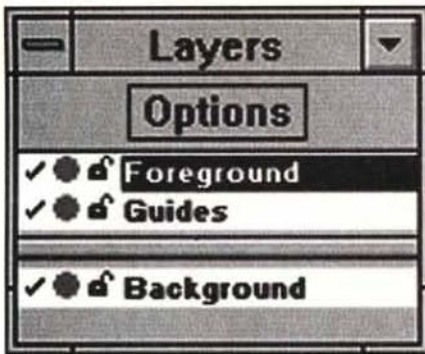 Layers
Options
Foreground
Guides
Background